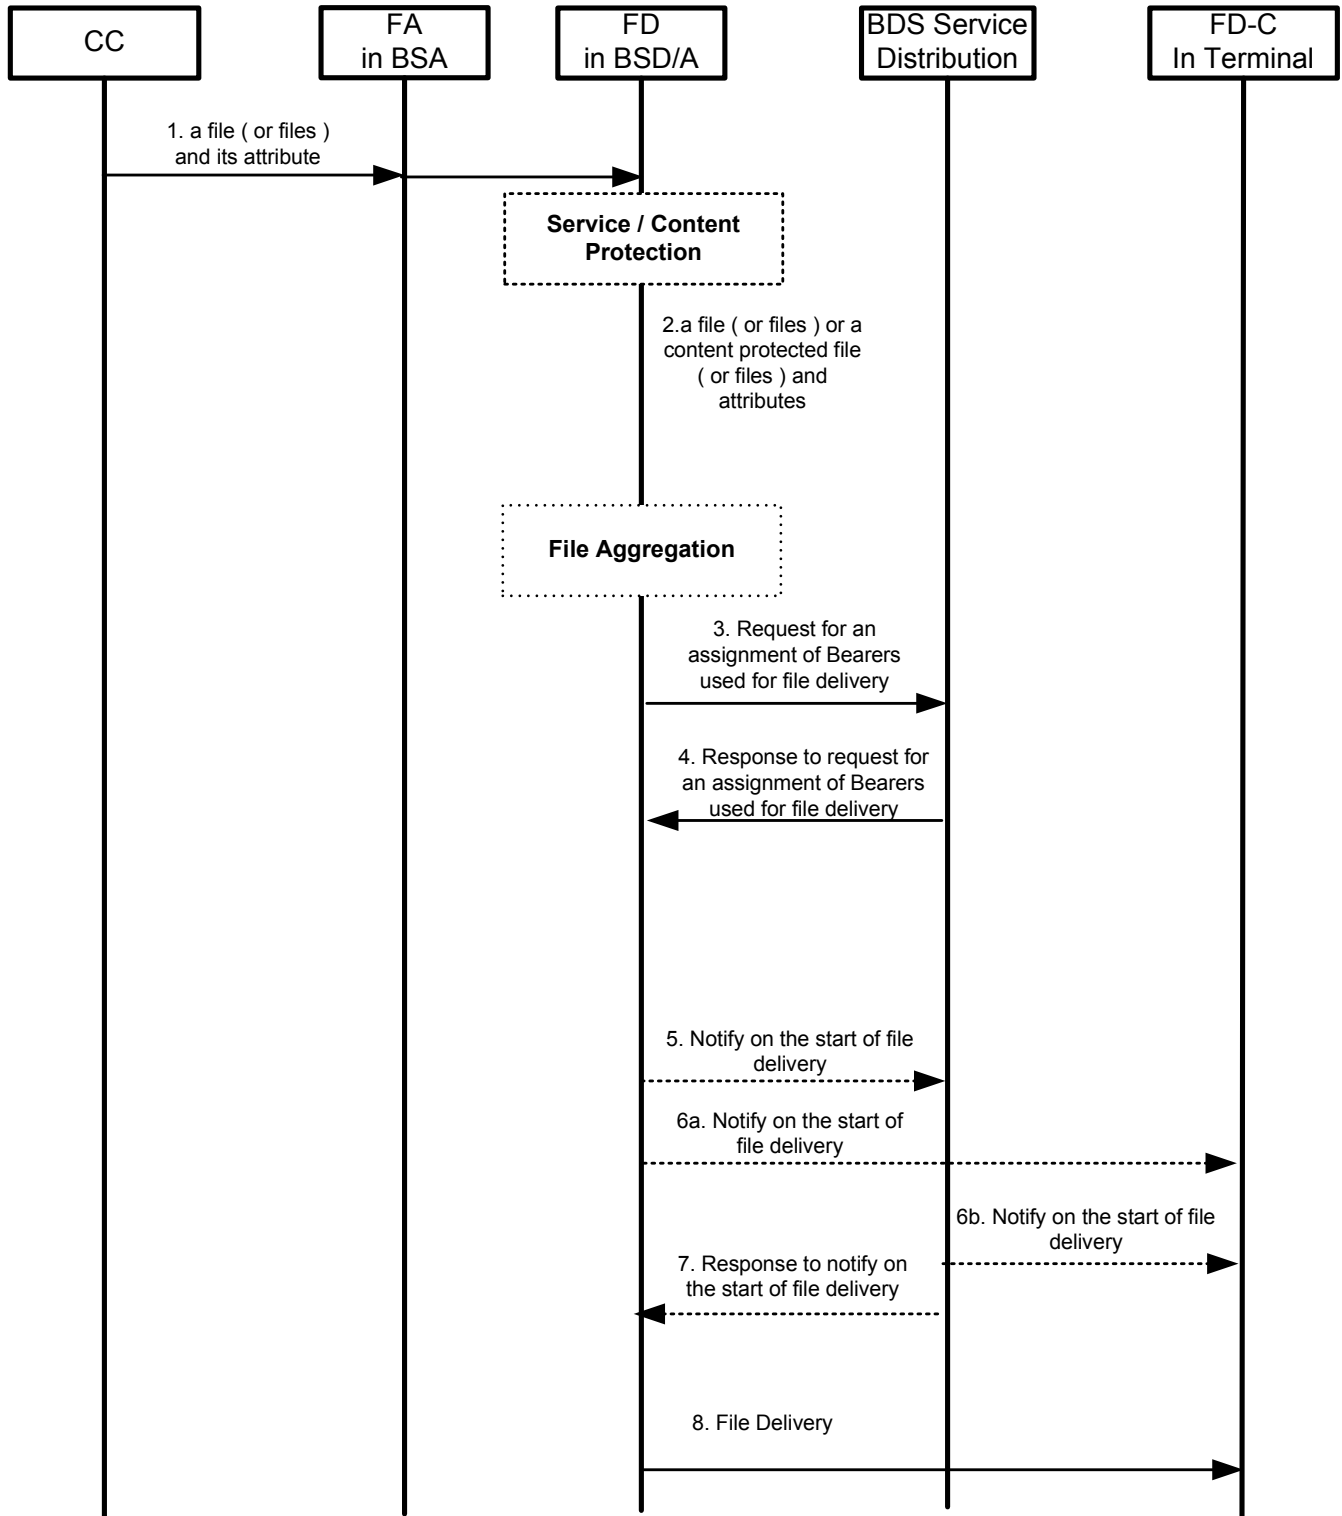 CC
FA
in BSA
FD
in BSD/A
BDS Service
Distribution
FD-C
In Terminal
1. a file ( or files )
and its attribute
Service / Content
Protection
2.a file ( or files ) or a
content protected file
( or files ) and
attributes
File Aggregation
3. Request for an
assignment of Bearers
used for file delivery
4. Response to request for
an assignment of Bearers
used for file delivery
5. Notify on the start of file
delivery
6a. Notify on the start of
file delivery
6b. Notify on the start of file
delivery
7. Response to notify on
the start of file delivery
8. File Delivery